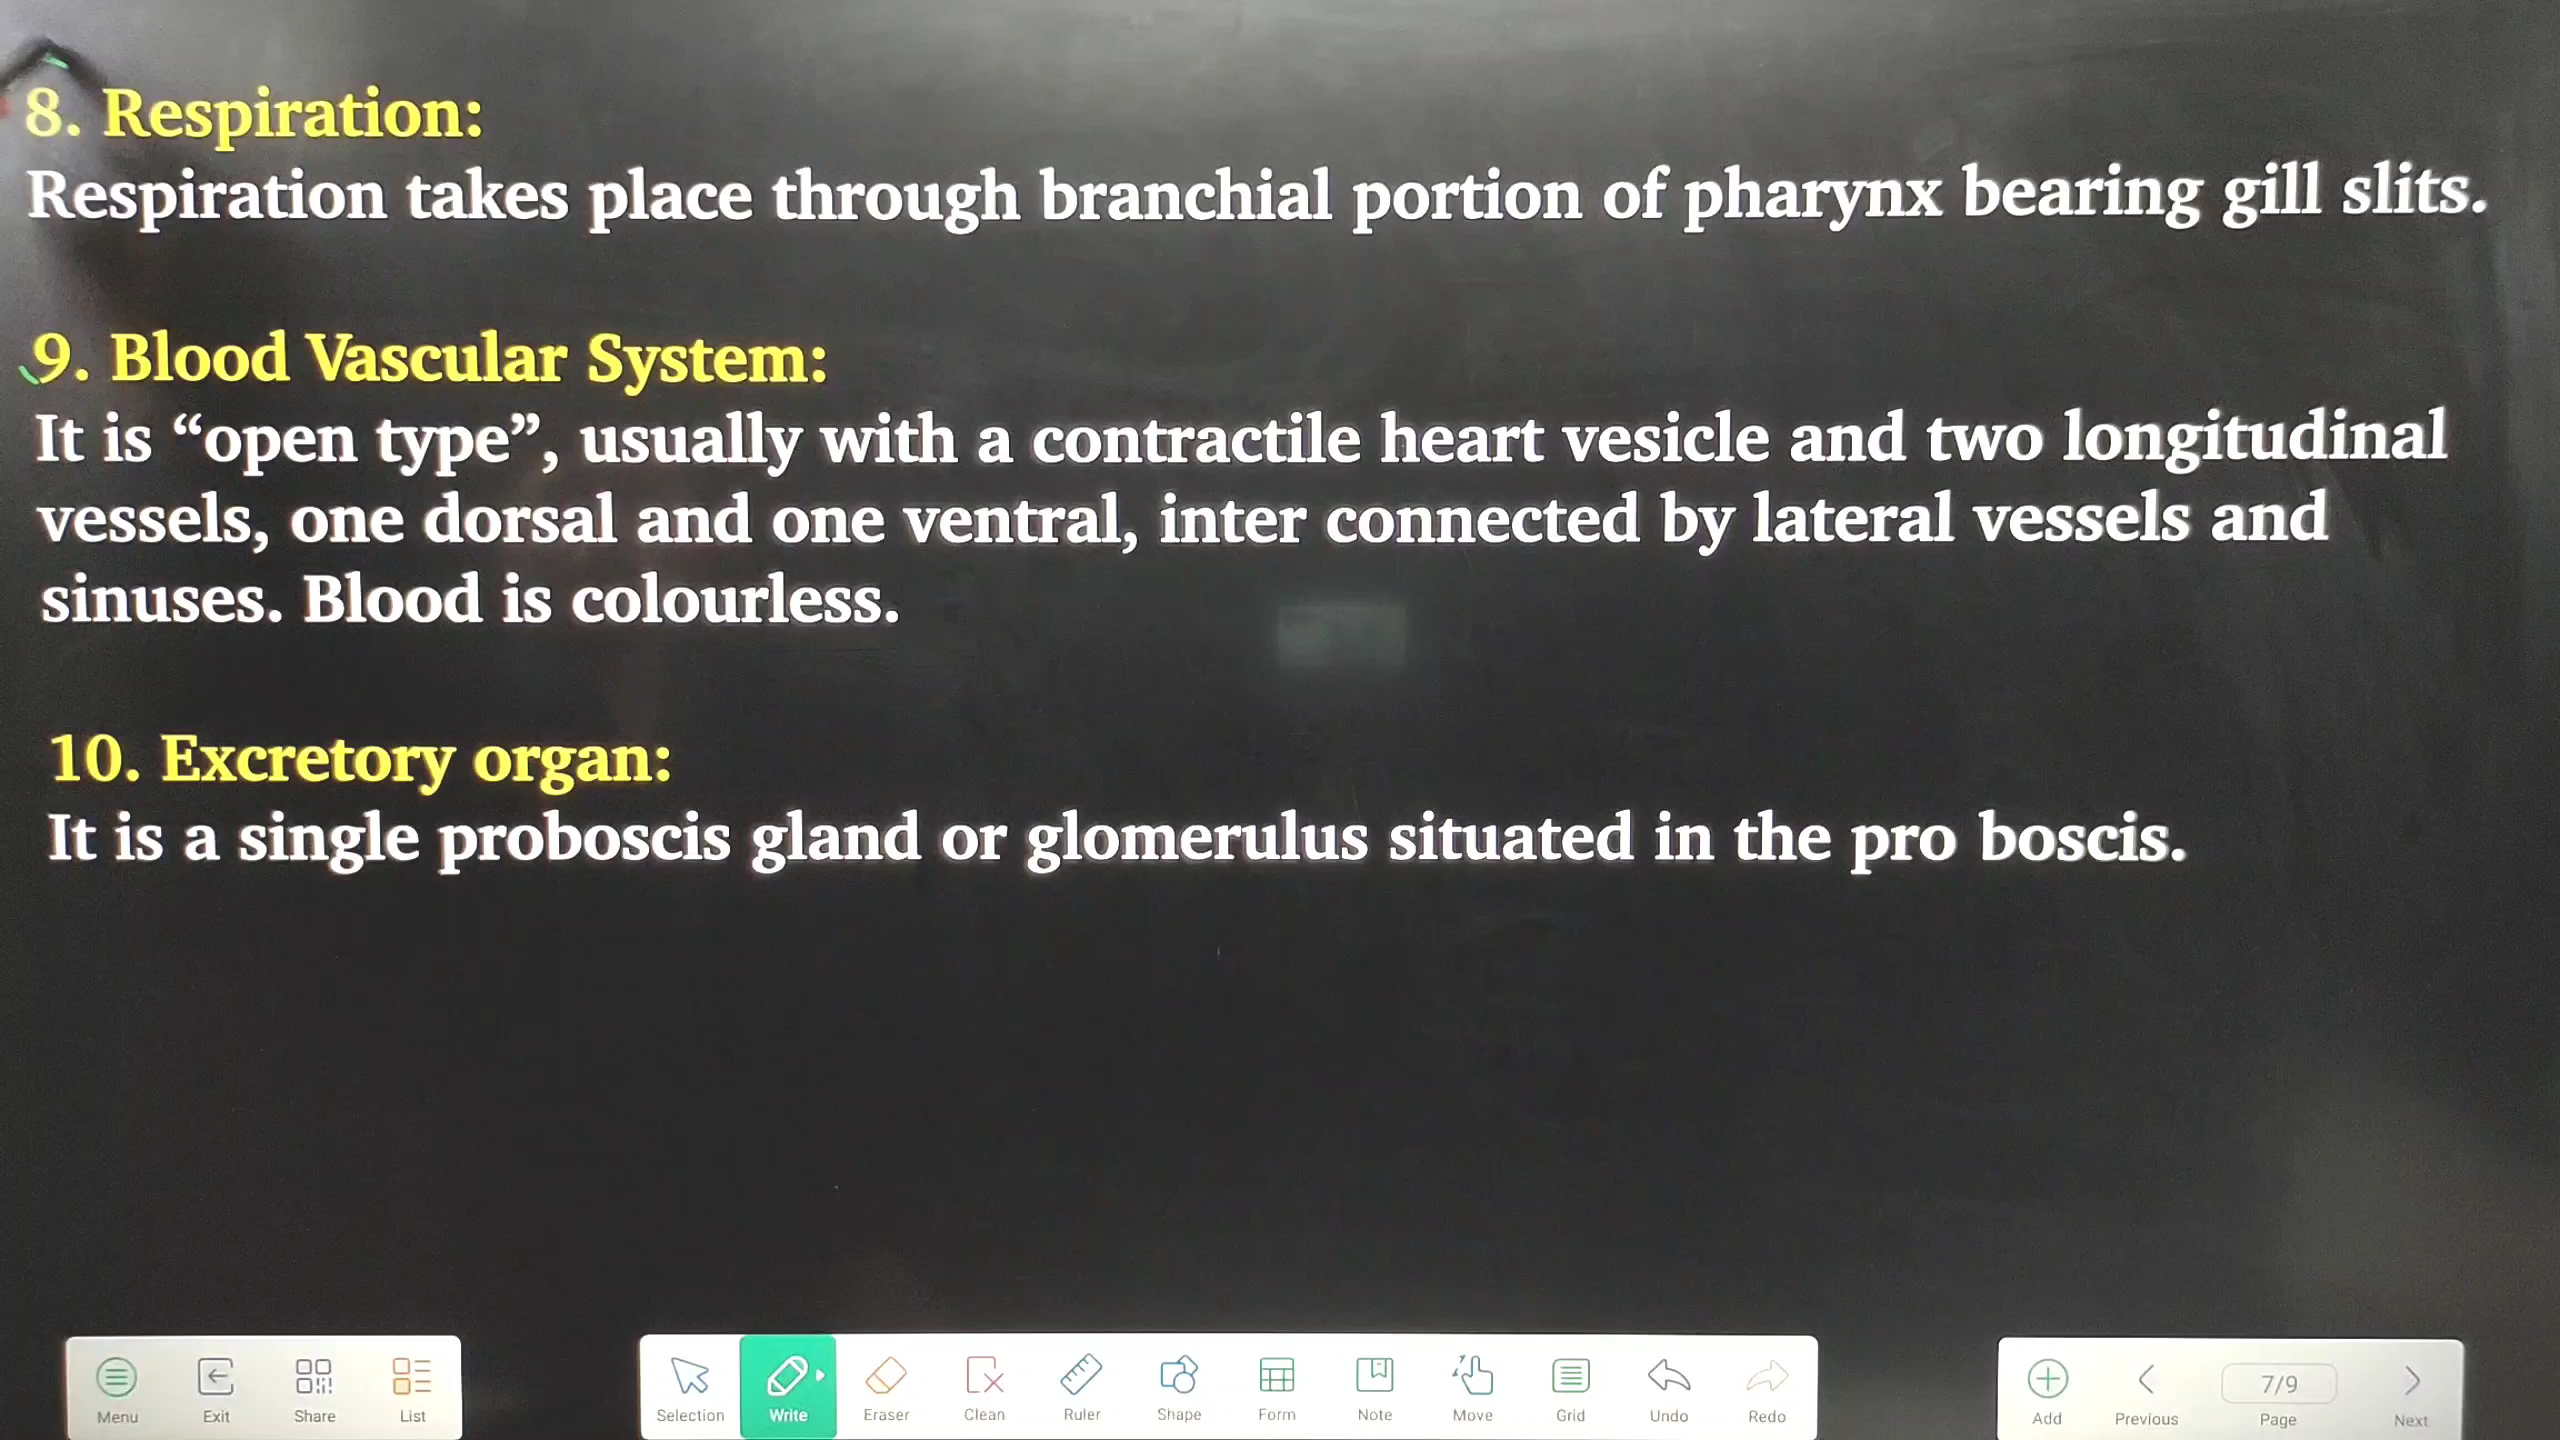 8. Respiration:
Respiration takes place through branchial portion of pharynx bearing gill slits.
9. Blood Vascular System:
It is “open type”, usually with a contractile heart vesicle and two longitudinal
vessels, one dorsal and one ventral, inter connected by lateral vessels and
sinuses. Blood is colourless.
10. Excretory organ:
It is a single proboscis gland or glomerulus situated in the pro boscis.
Menu Exit Share List Selection Write Eraser Clean Ruler Shape Form Note Move Grid Undo Redo Add Previous 7/9 Page Next